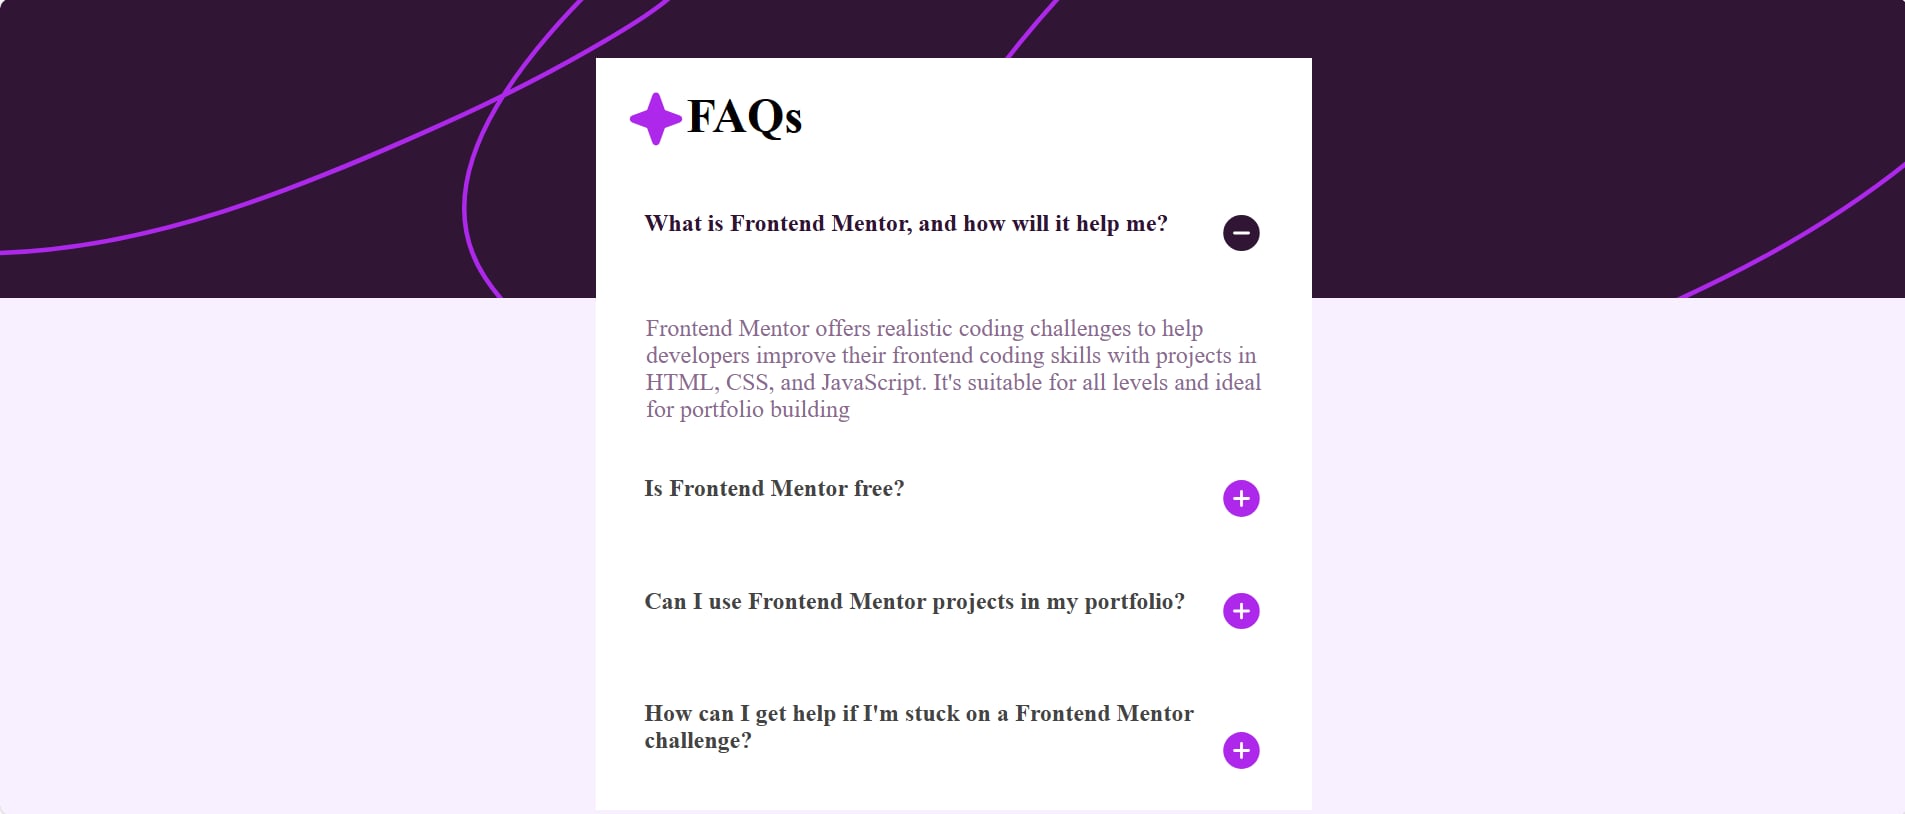 FAQs
What is Frontend Mentor, and how will it help me?
Frontend Mentor offers realistic coding challenges to help
developers improve their frontend coding skills with projects in
HTML, CSS, and JavaScript. It's suitable for all levels and ideal
for portfolio building
Is Frontend Mentor free?
Can I use Frontend Mentor projects in my portfolio?
How can I get help if I'm stuck on a Frontend Mentor
challenge?